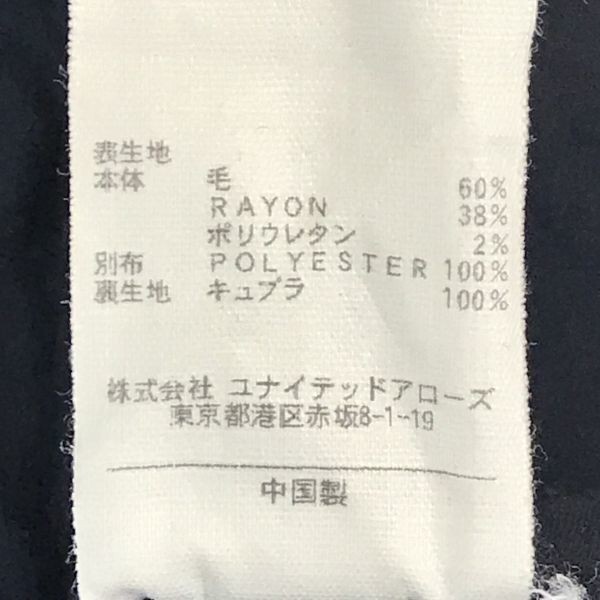 表生地
本体 毛 60%
RAYON 38%
ポリウレタン 2%
別布 POLYESTER 100%
裏生地 キュプラ 100%
株式会社 ユナイテッドアローズ
東京都港区赤坂8-1-19
中国製